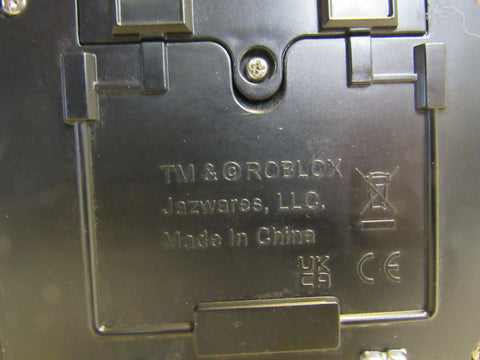 TM & © ROBLOX
Jazwares, LLC.
Made In China
UK
CA
CE